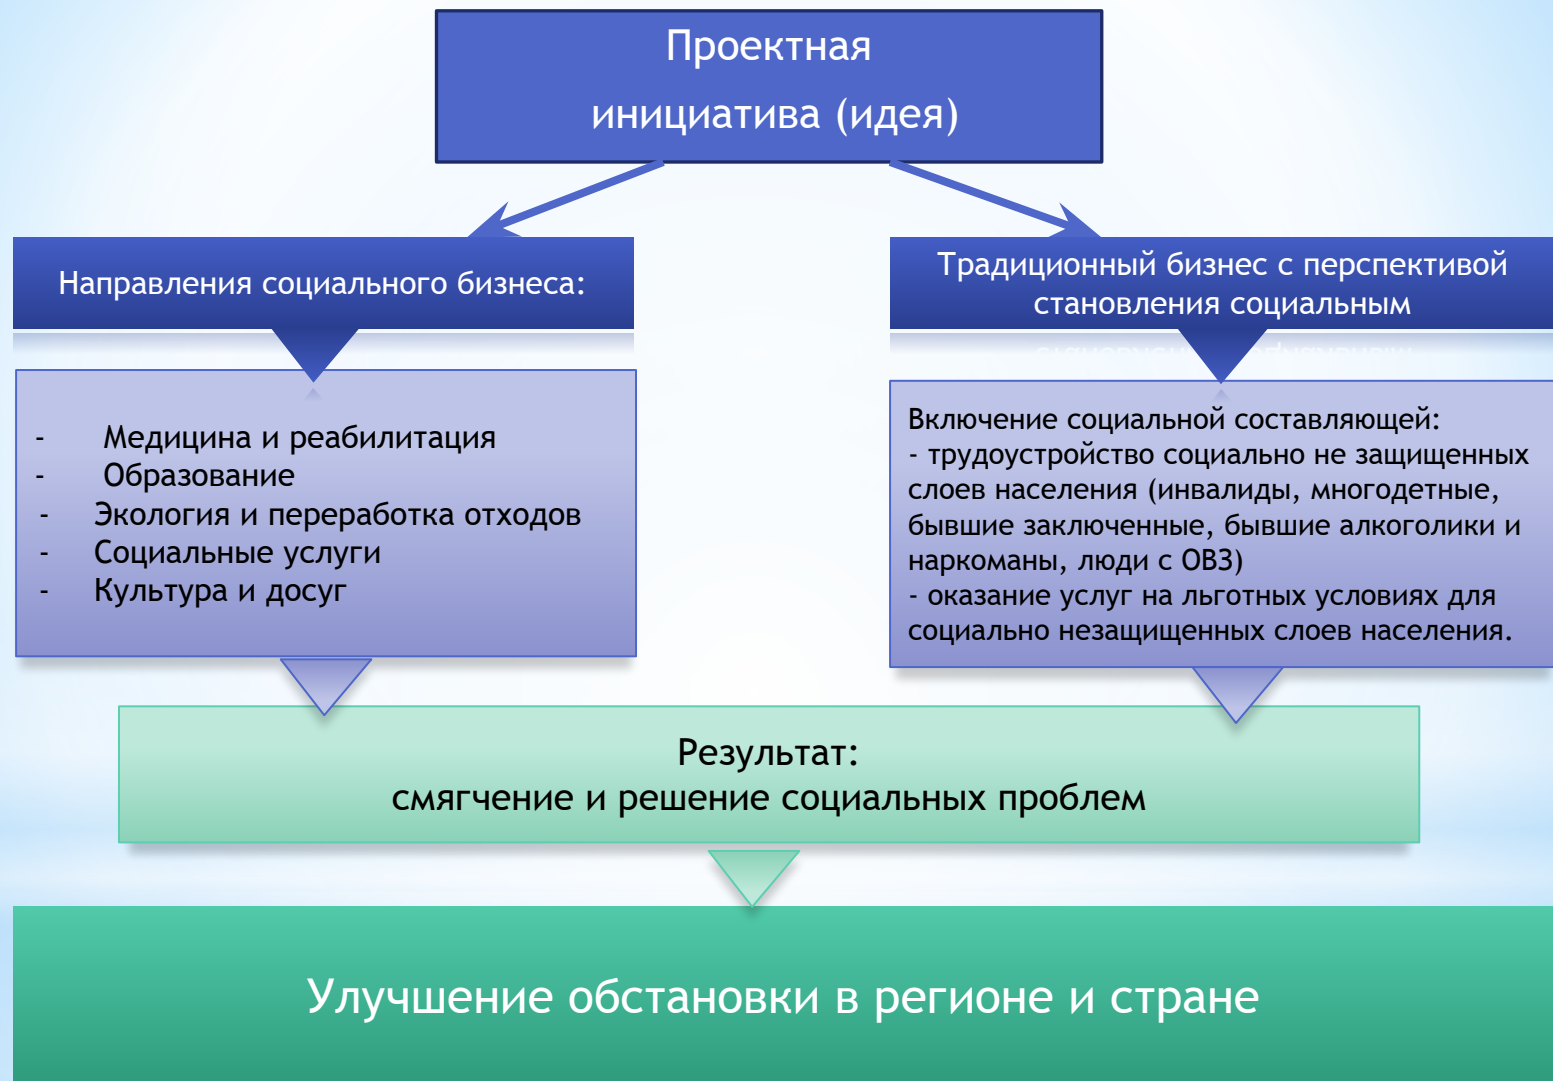 Проектная
инициатива (идея)
Направления социального бизнеса:
Традиционный бизнес с перспективой
становления социальным
- Медицина и реабилитация
- Образование
- Экология и переработка отходов
- Социальные услуги
- Культура и досуг
Включение социальной составляющей:
- трудоустройство социально не защищенных
слоев населения (инвалиды, многодетные,
бывшие заключенные, бывшие алкоголики и
наркоманы, люди с ОВЗ)
- оказание услуг на льготных условиях для
социально незащищенных слоев населения.
Результат:
смягчение и решение социальных проблем
Улучшение обстановки в регионе и стране